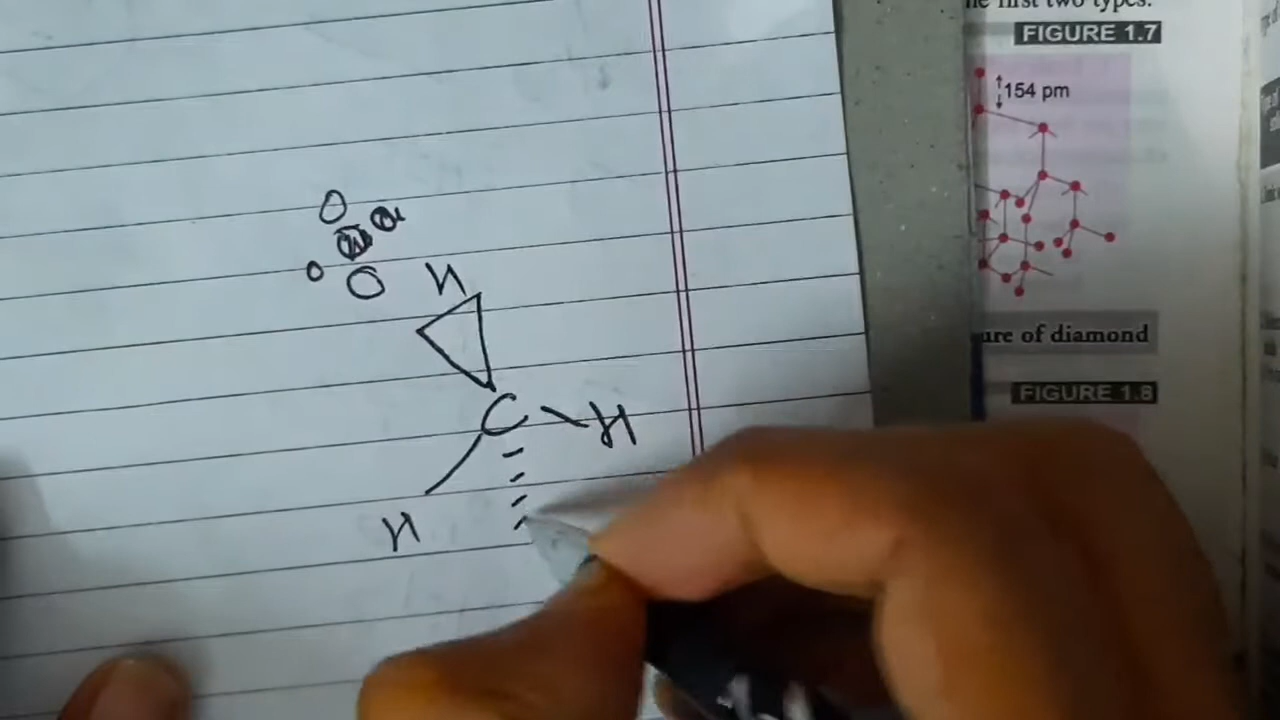 he first two types.
FIGURE 1.7
154 pm
H
C H
H
ure of diamond
FIGURE 1.8